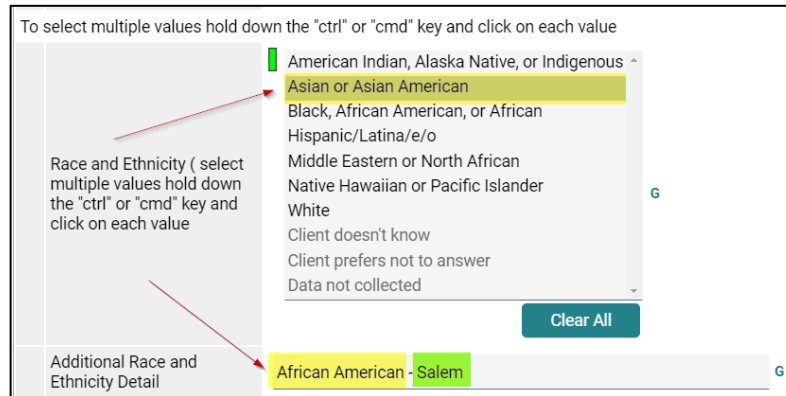 To select multiple values hold down the "ctrl" or "cmd" key and click on each value
American Indian, Alaska Native, or Indigenous
Asian or Asian American
Black, African American, or African
Hispanic/Latina/e/o
Middle Eastern or North African
Native Hawaiian or Pacific Islander
White
Client doesn't know
Client prefers not to answer
Data not collected
Race and Ethnicity ( select
multiple values hold down
the "ctrl" or "cmd" key and
click on each value
G
Clear All
Additional Race and
Ethnicity Detail
African American - Salem
G